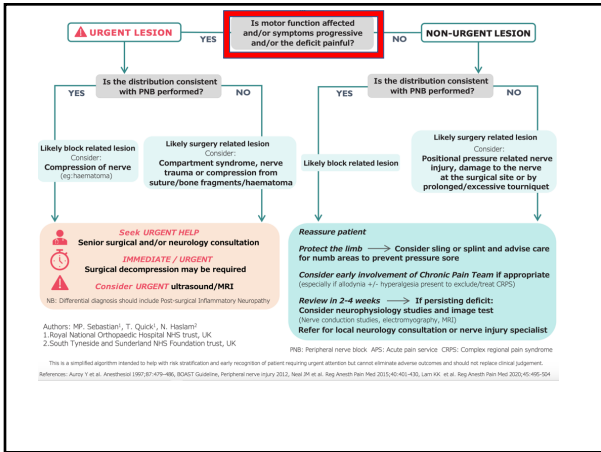 Is motor function affected
and/or symptoms progressive
and/or the deficit painful?
URGENT LESION
YES
NO
NON-URGENT LESION
Is the distribution consistent
with PNB performed?
YES
NO
Is the distribution consistent
with PNB performed?
YES
NO
Likely block related lesion
Consider:
Compression of nerve
(eg:haematoma)
Likely surgery related lesion
Consider:
Compartment syndrome, nerve
trauma or compression from
suture/bone fragments/haematoma
Likely block related lesion
Likely surgery related lesion
Consider:
Positional pressure related nerve
injury, damage to the nerve
at the surgical site or by
prolonged/excessive tourniquet
Seek URGENT HELP
Senior surgical and/or neurology consultation
IMMEDIATE / URGENT
Surgical decompression may be required
Consider URGENT ultrasound/MRI
NB: Differential diagnosis should include Post-surgical Inflammatory Neuropathy
Reassure patient
Protect the limb → Consider sling or splint and advise care
for numb areas to prevent pressure sore
Consider early involvement of Chronic Pain Team if appropriate
(especially if allodynia +/- hyperalgesia present to exclude/treat CRPS)
Review in 2-4 weeks → If persisting deficit:
Consider neurophysiology studies and image test
(Nerve conduction studies, electromyography, MRI)
Refer for local neurology consultation or nerve injury specialist
Authors: MP. Sebastian¹, T. Quick¹, N. Haslam²
1.Royal National Orthopaedic Hospital NHS trust, UK
2.South Tyneside and Sunderland NHS Foundation trust, UK
PNB: Peripheral nerve block APS: Acute pain service CRPS: Complex regional pain syndrome
This is a simplified algorithm intended to help with risk stratification and early recognition of patient requiring urgent attention but cannot eliminate adverse outcomes and should not replace clinical judgement.
References: Auroy Y et al. Anesthesiol 1997;87:479-486, BOAST Guideline, Peripheral nerve injury 2012, Neal JM et al. Reg Anesth Pain Med 2015;40:401-430, Lam KK. et al. Reg Anesth Pain Med 2020;45:495-504